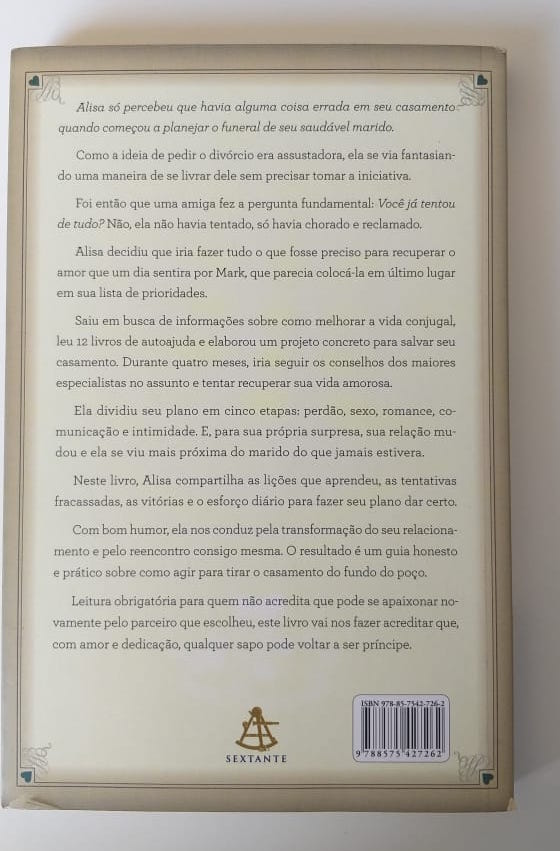 Alisa só percebeu que havia alguma coisa errada em seu casamento
quando começou a planejar o funeral de seu saudável marido.
Como a ideia de pedir o divórcio era assustadora, ela se via fantasian-
do uma maneira de se livrar dele sem precisar tomar a iniciativa.
Foi então que uma amiga fez a pergunta fundamental: Você já tentou
de tudo? Não, ela não havia tentado, só havia chorado e reclamado.
Alisa decidiu que iria fazer tudo o que fosse preciso para recuperar o
amor que um dia sentira por Mark, que parecia colocá-la em último lugar
em sua lista de prioridades.
Saiu em busca de informações sobre como melhorar a vida conjugal,
leu 12 livros de autoajuda e elaborou um projeto concreto para salvar seu
casamento. Durante quatro meses, iria seguir os conselhos dos maiores
especialistas no assunto e tentar recuperar sua vida amorosa.
Ela dividiu seu plano em cinco etapas: perdão, sexo, romance, co-
municação e intimidade. E, para sua própria surpresa, sua relação mu-
dou e ela se viu mais próxima do marido do que jamais estivera.
Neste livro, Alisa compartilha as lições que aprendeu, as tentativas
fracassadas, as vitórias e o esforço diário para fazer seu plano dar certo.
Com bom humor, ela nos conduz pela transformação do seu relaciona-
mento e pelo reencontro consigo mesma. O resultado é um guia honesto
e prático sobre como agir para tirar o casamento do fundo do poço.
Leitura obrigatória para quem não acredita que pode se apaixonar no-
vamente pelo parceiro que escolheu, este livro vai nos fazer acreditar que,
com amor e dedicação, qualquer sapo pode voltar a ser príncipe.
SEXTANTE
ISBN 978-85-7542-726-2
9 788575 427262